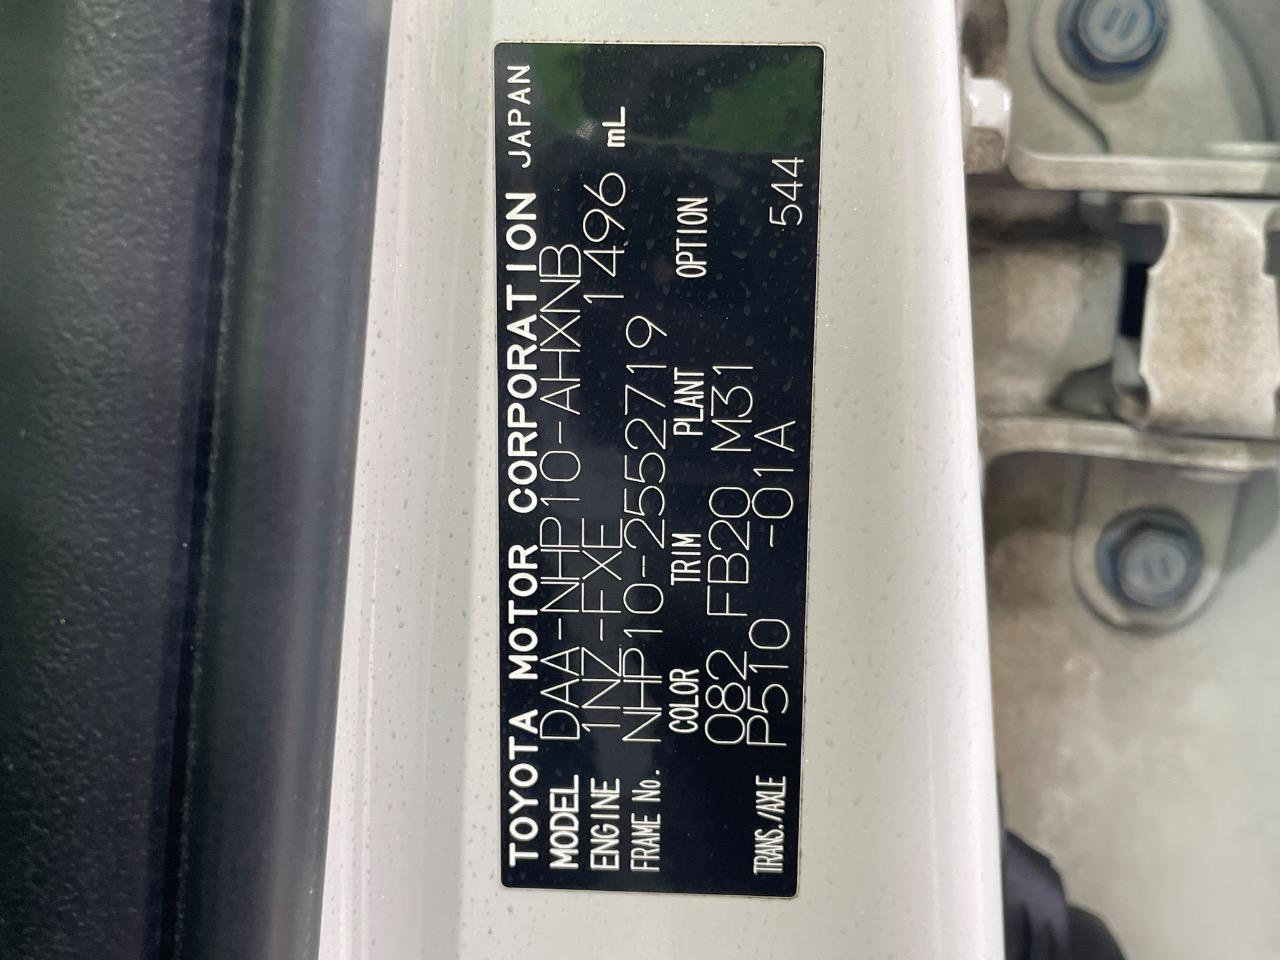 TOYOTA MOTOR CORPORATION JAPAN
MODEL DAA-NHP10-AHXNB
ENGINE 1NZ-FXE 1496 mL
FRAME No. NHP10-2552719
COLOR TRIM PLANT OPTION
082 FB20 M31
TRANS./AXLE P510 -01A 544